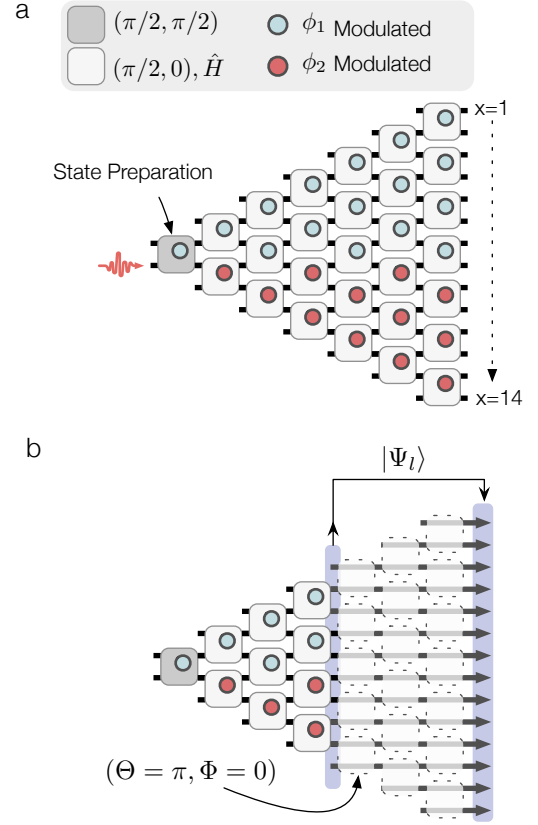 a
(π/2, π/2)
ϕ₁ Modulated
(π/2, 0), Ĥ
ϕ₂ Modulated
x=1
State Preparation
x=14
b
|Ψₗ⟩
(Θ = π, Φ = 0)